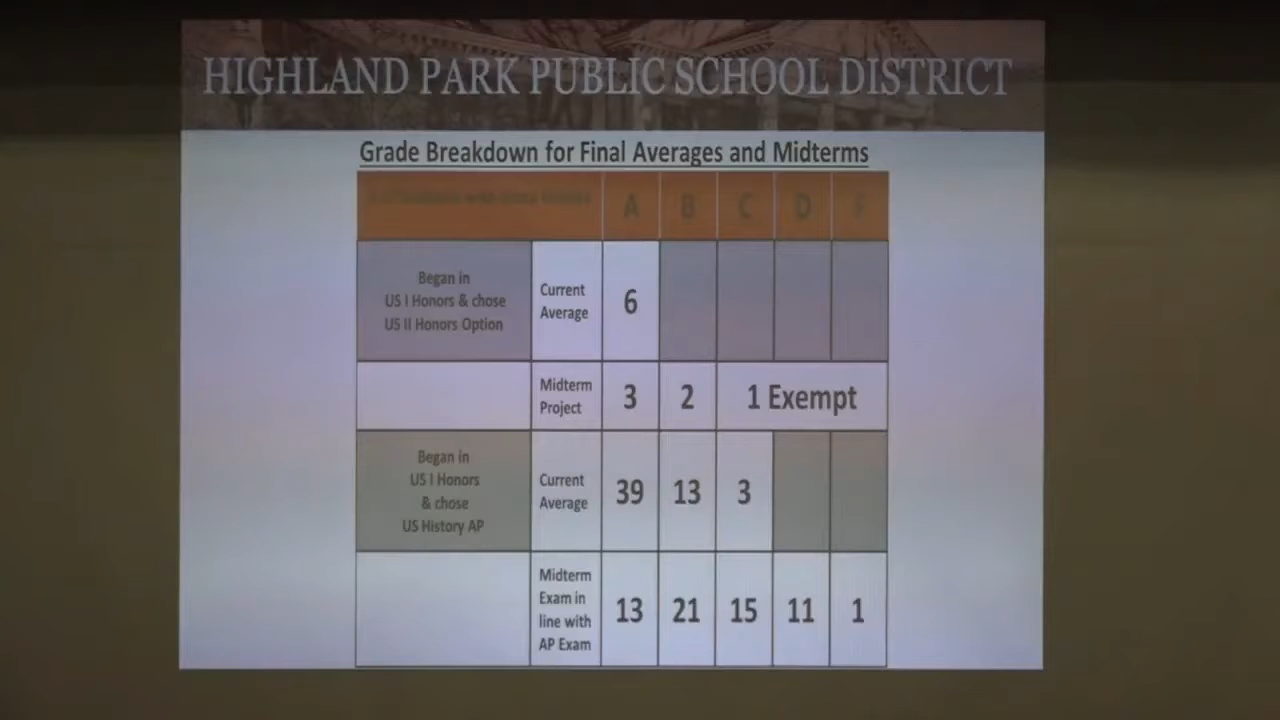 HIGHLAND PARK PUBLIC SCHOOL DISTRICT
Grade Breakdown for Final Averages and Midterms
A B C D F
Began in
US I Honors & chose
US II Honors Option
Current
Average
6
Midterm
Project
3 2 1 Exempt
Began in
US I Honors
& chose
US History AP
Current
Average
39 13 3
Midterm
Exam in
line with
AP Exam
13 21 15 11 1